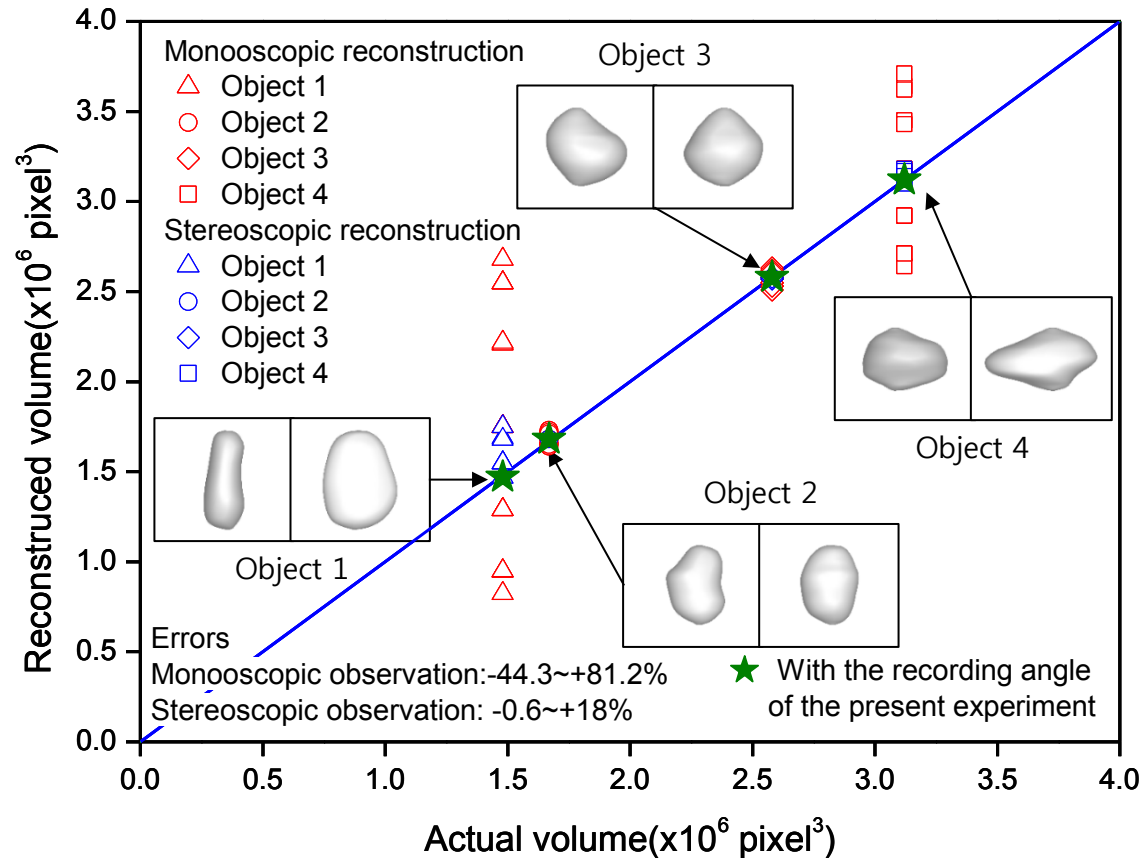 Reconstruced volume(x10⁶ pixel³)
4.0
3.5
3.0
2.5
2.0
1.5
1.0
0.5
0.0
Monooscopic reconstruction
Object 1
Object 2
Object 3
Object 4
Stereoscopic reconstruction
Object 1
Object 2
Object 3
Object 4
Object 3
Object 4
Object 2
Object 1
Errors
Monooscopic observation:-44.3~+81.2%
Stereoscopic observation: -0.6~+18%
With the recording angle
of the present experiment
0.0 0.5 1.0 1.5 2.0 2.5 3.0 3.5 4.0
Actual volume(x10⁶ pixel³)